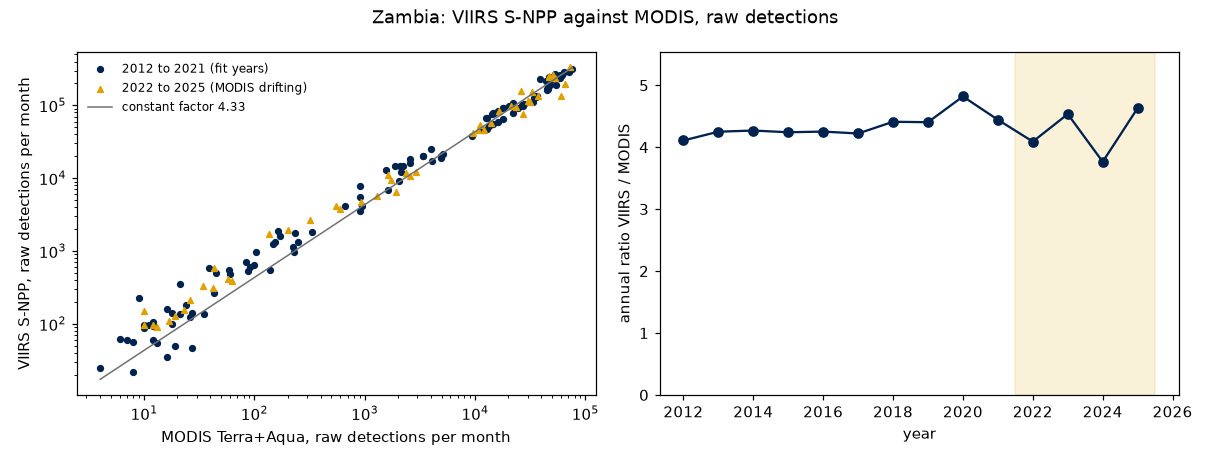 Zambia: VIIRS S-NPP against MODIS, raw detections
VIIRS S-NPP, raw detections per month
10^5
10^4
10^3
10^2
2012 to 2021 (fit years)
2022 to 2025 (MODIS drifting)
constant factor 4.33
10^1 10^2 10^3 10^4 10^5
MODIS Terra+Aqua, raw detections per month
annual ratio VIIRS / MODIS
5
4
3
2
1
0
2012 2014 2016 2018 2020 2022 2024 2026
year